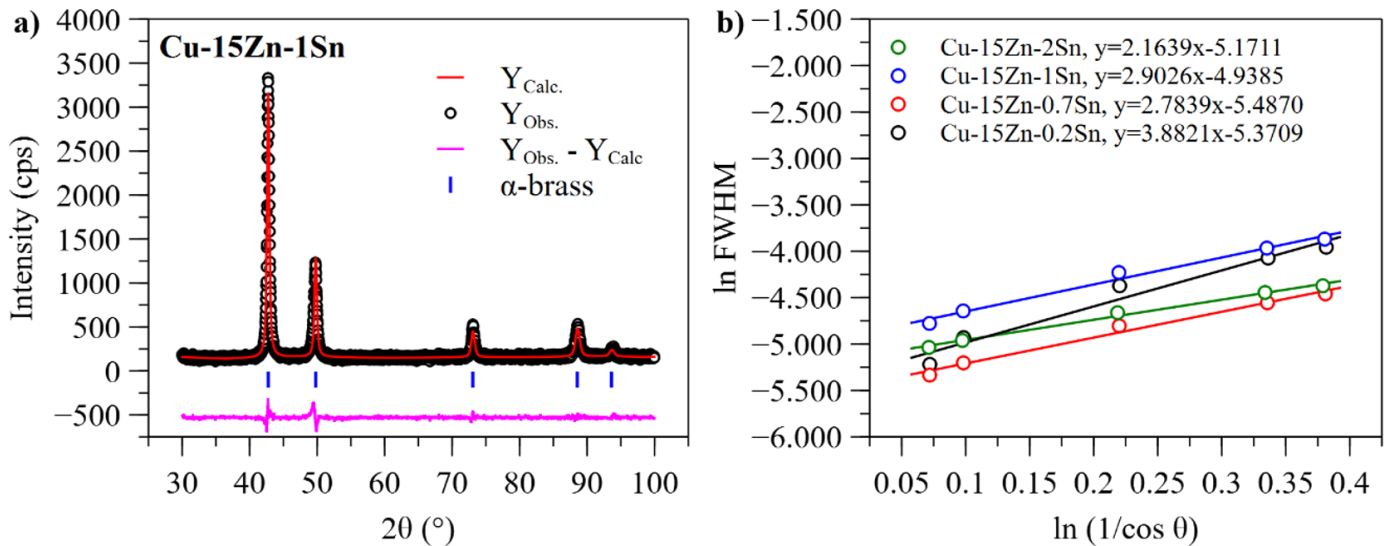 a)
Cu-15Zn-1Sn
Y_Calc.
Y_Obs.
Y_Obs. - Y_Calc
α-brass
Intensity (cps)
4000
3500
3000
2500
2000
1500
1000
500
0
−500
30 40 50 60 70 80 90 100
2θ (°)
b)
Cu-15Zn-2Sn, y=2.1639x-5.1711
Cu-15Zn-1Sn, y=2.9026x-4.9385
Cu-15Zn-0.7Sn, y=2.7839x-5.4870
Cu-15Zn-0.2Sn, y=3.8821x-5.3709
ln FWHM
−1.500
−2.000
−2.500
−3.000
−3.500
−4.000
−4.500
−5.000
−5.500
−6.000
0.05 0.1 0.15 0.2 0.25 0.3 0.35 0.4
ln (1/cos θ)